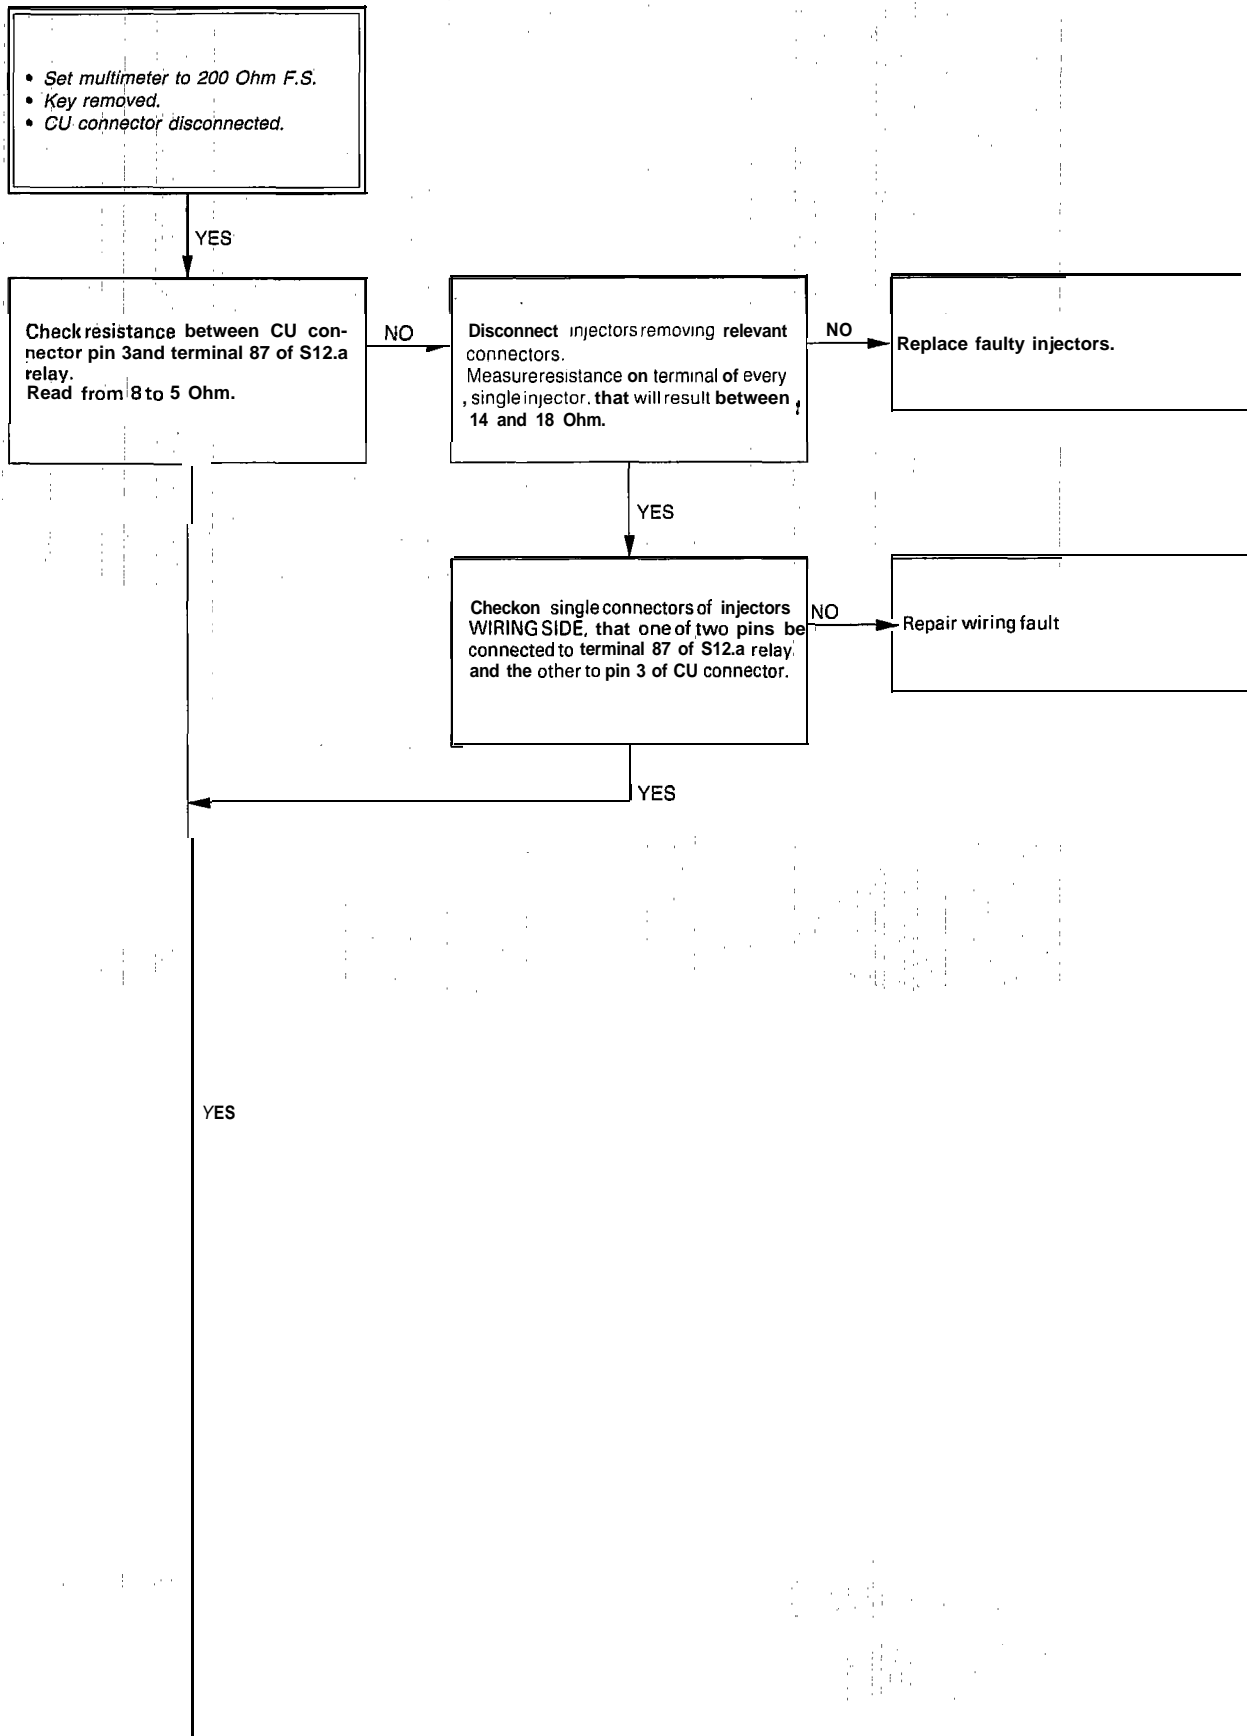 • Set multimeter to 200 Ohm F.S.
• Key removed.
• CU connector disconnected.
YES
Check resistance between CU con-
nector pin 3and terminal 87 of S12.a
relay.
Read from 8 to 5 Ohm.
NO
Disconnect injectors removing relevant
connectors.
Measure resistance on terminal of every
single injector. that will result between
14 and 18 Ohm.
NO
Replace faulty injectors.
YES
Check on single connectors of injectors
WIRING SIDE, that one of two pins be
connected to terminal 87 of S12.a relay
and the other to pin 3 of CU connector.
NO
Repair wiring fault
YES
YES